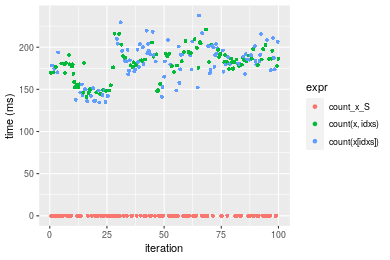 time (ms)
200
150
100
50
0
0
25
50
75
100
iteration
expr
count_x_S
count(x, idxs)
count(x[idxs])